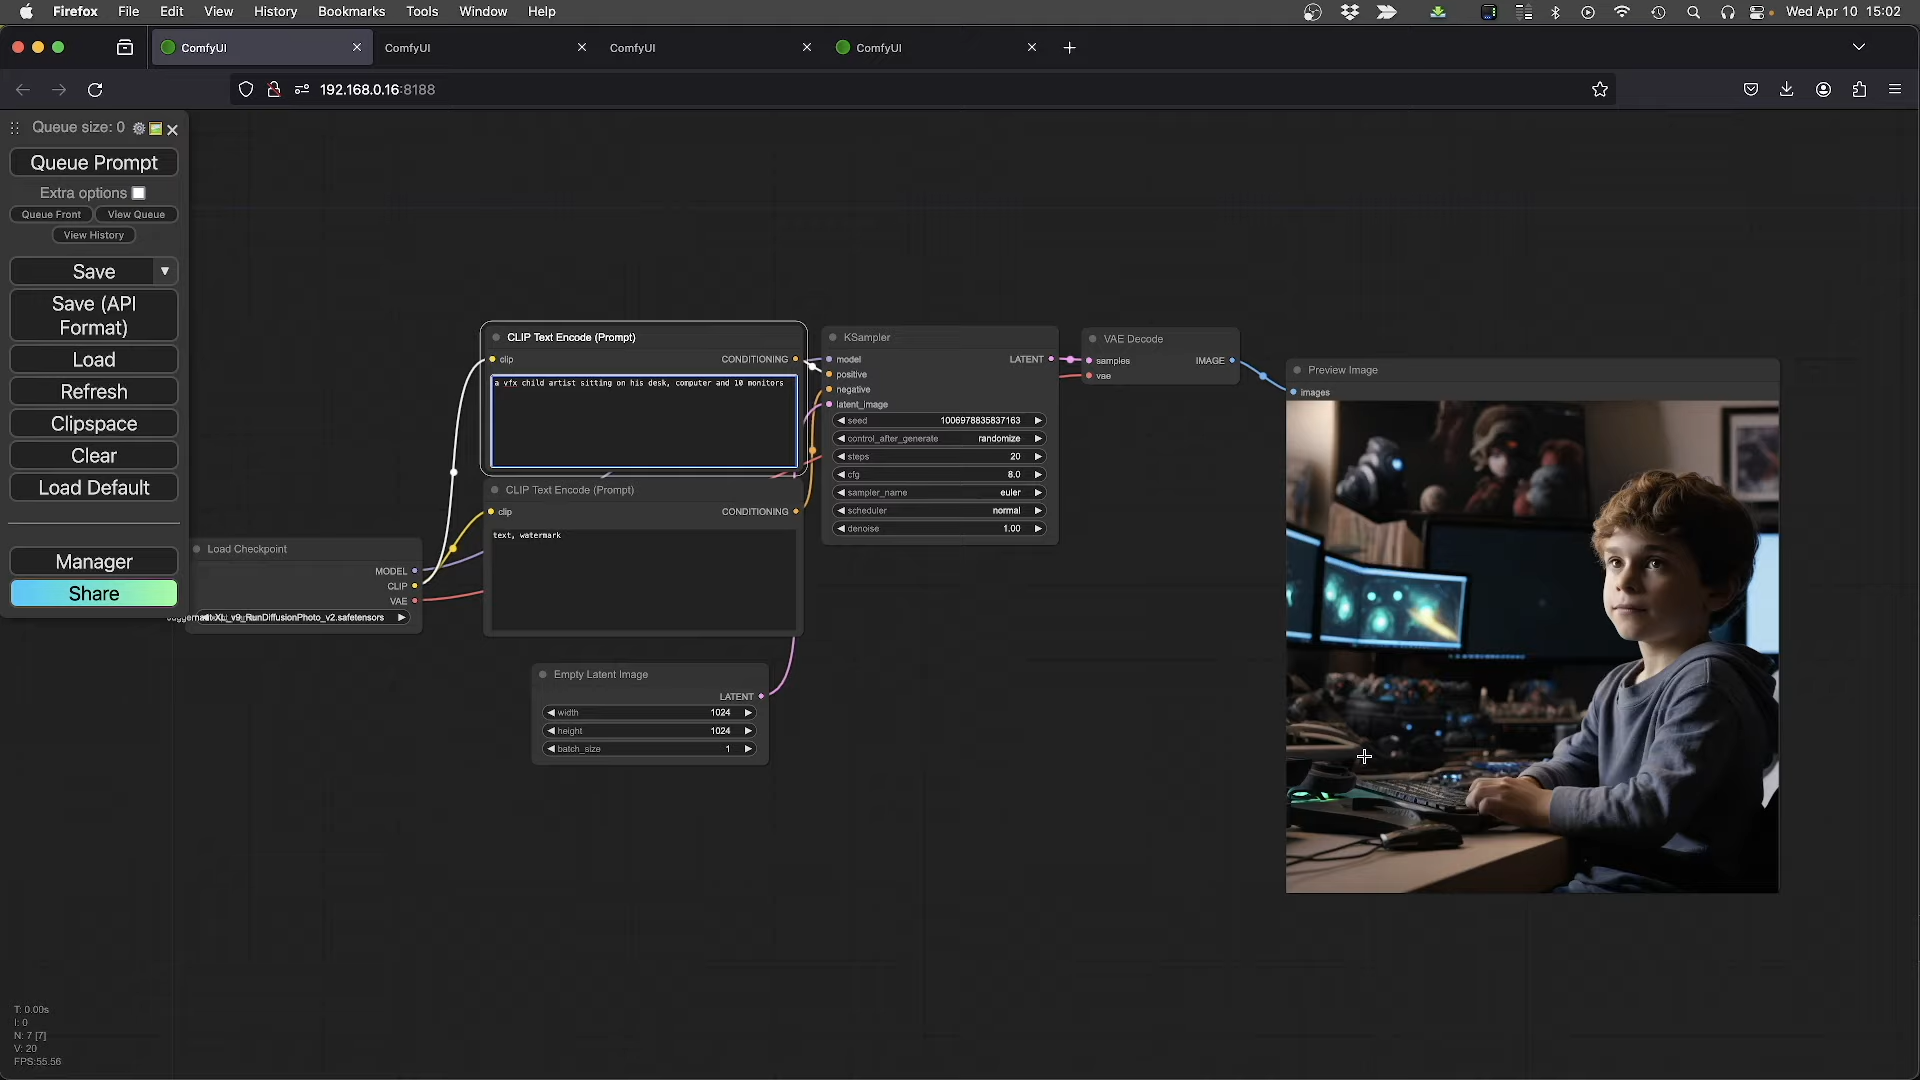 Firefox File Edit View History Bookmarks Tools Window Help Wed Apr 10 15:02
ComfyUI ComfyUI ComfyUI ComfyUI
192.168.0.16:8188
Queue size: 0
Queue Prompt
Extra options
Queue Front View Queue
View History
Save
Save (API
Format)
Load
Refresh
Clipspace
Clear
Load Default
Manager
Share
Load Checkpoint
MODEL
CLIP
VAE
XL_v9_RunDiffusionPhoto_v2.safetensors
CLIP Text Encode (Prompt)
clip CONDITIONING
a vfx child artist sitting on his desk, computer and 10 monitors
CLIP Text Encode (Prompt)
clip CONDITIONING
text, watermark
Empty Latent Image
LATENT
width 1024
height 1024
batch_size 1
KSampler
model LATENT
positive
negative
latent_image
seed 1006978835837163
control_after_generate randomize
steps 20
cfg 8.0
sampler_name euler
scheduler normal
denoise 1.00
VAE Decode
samples IMAGE
vae
Preview Image
images
T: 0.00s
I: 0
N: 7 [7]
V: 20
FPS:55.56